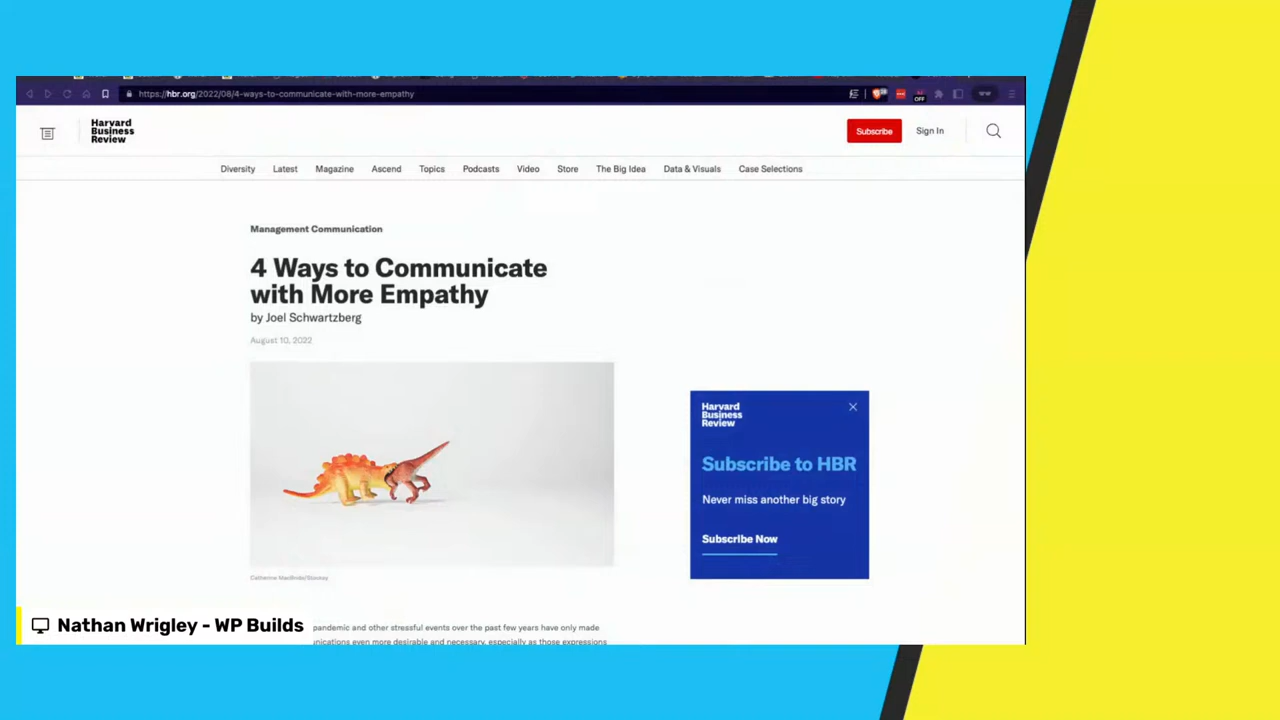 https://hbr.org/2022/08/4-ways-to-communicate-with-more-empathy
OFF
Harvard
Business
Review
Subscribe
Sign In
Diversity
Latest
Magazine
Ascend
Topics
Podcasts
Video
Store
The Big Idea
Data & Visuals
Case Selections
Management Communication
4 Ways to Communicate
with More Empathy
by Joel Schwartzberg
August 10, 2022
Harvard
Business
Review
Subscribe to HBR
Never miss another big story
Subscribe Now
Catherine MacBride/Stocksy
pandemic and other stressful events over the past few years have only made
unications even more desirable and necessary, especially as those expressions
Nathan Wrigley - WP Builds